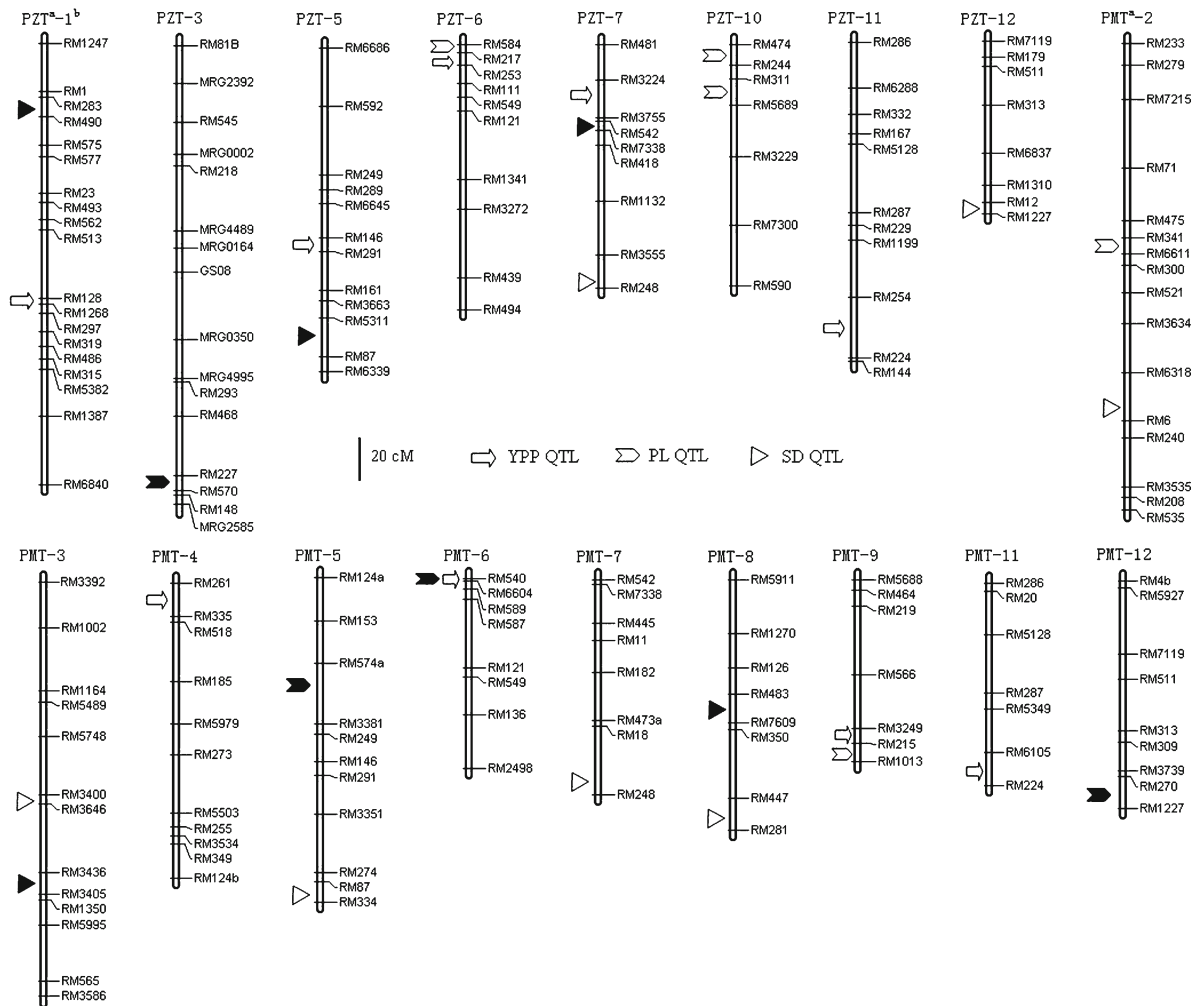 PZTª-1ᵇ
RM1247
RM1
RM283
RM490
RM575
RM577
RM23
RM493
RM562
RM513
RM128
RM1268
RM297
RM319
RM486
RM315
RM5382
RM1387
RM6840
PZT-3
RM81B
MRG2392
RM545
MRG0002
RM218
MRG4489
MRG0164
GS08
MRG0350
MRG4995
RM293
RM468
RM227
RM570
RM148
MRG2585
PZT-5
RM6686
RM592
RM249
RM289
RM6645
RM146
RM291
RM161
RM3663
RM5311
RM87
RM6339
PZT-6
RM584
RM217
RM253
RM111
RM549
RM121
RM1341
RM3272
RM439
RM494
PZT-7
RM481
RM3224
RM3755
RM542
RM7338
RM418
RM1132
RM3555
RM248
PZT-10
RM474
RM244
RM311
RM5689
RM3229
RM7300
RM590
PZT-11
RM286
RM6288
RM332
RM167
RM5128
RM287
RM229
RM1199
RM254
RM224
RM144
PZT-12
RM7119
RM179
RM511
RM313
RM6837
RM1310
RM12
RM1227
PMTª-2
RM233
RM279
RM7215
RM71
RM475
RM341
RM6611
RM300
RM521
RM3634
RM6318
RM6
RM240
RM3535
RM208
RM535
20 cM
YPP QTL
PL QTL
SD QTL
PMT-3
RM3392
RM1002
RM1164
RM5489
RM5748
RM3400
RM3646
RM3436
RM3405
RM1350
RM5995
RM565
RM3586
PMT-4
RM261
RM335
RM518
RM185
RM5979
RM273
RM5503
RM255
RM3534
RM349
RM124b
PMT-5
RM124a
RM153
RM574a
RM3381
RM249
RM146
RM291
RM3351
RM274
RM87
RM334
PMT-6
RM540
RM6604
RM589
RM587
RM121
RM549
RM136
RM2498
PMT-7
RM542
RM7338
RM445
RM11
RM182
RM473a
RM18
RM248
PMT-8
RM5911
RM1270
RM126
RM483
RM7609
RM350
RM447
RM281
PMT-9
RM5688
RM464
RM219
RM566
RM3249
RM215
RM1013
PMT-11
RM286
RM20
RM5128
RM287
RM5349
RM6105
RM224
PMT-12
RM4b
RM5927
RM7119
RM511
RM313
RM309
RM3739
RM270
RM1227